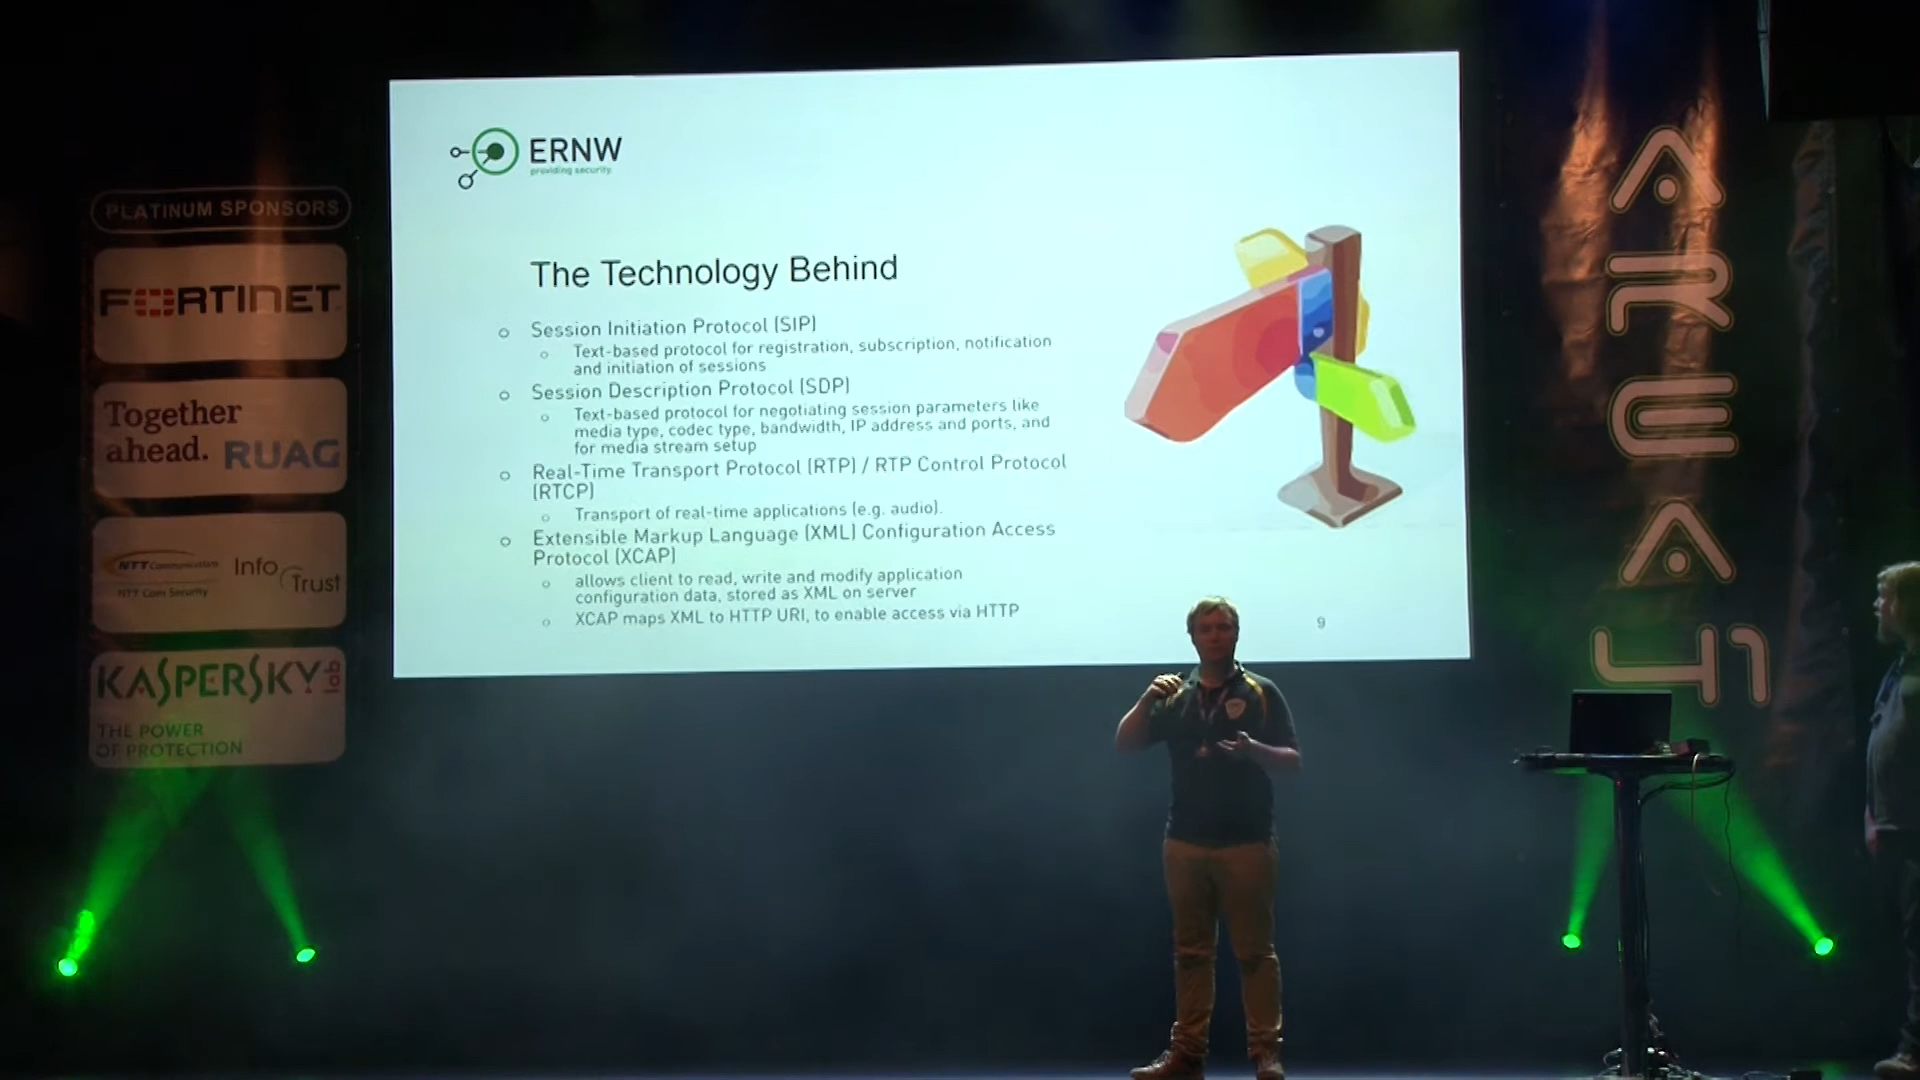 PLATINUM SPONSORS
FORTINET
Together
ahead. RUAG
NTT Communications
NTT Com Security
Info
Trust
KASPERSKY lab
THE POWER
OF PROTECTION
ERNW
providing security.
The Technology Behind
Session Initiation Protocol (SIP)
Text-based protocol for registration, subscription, notification
and initiation of sessions
Session Description Protocol (SDP)
Text-based protocol for negotiating session parameters like
media type, codec type, bandwidth, IP address and ports, and
for media stream setup
Real-Time Transport Protocol (RTP) / RTP Control Protocol
(RTCP)
Transport of real-time applications (e.g. audio).
Extensible Markup Language (XML) Configuration Access
Protocol (XCAP)
allows client to read, write and modify application
configuration data, stored as XML on server
XCAP maps XML to HTTP URI, to enable access via HTTP
9
AREA41